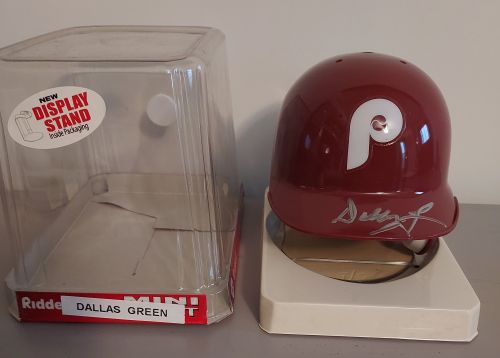 NEW
DISPLAY
STAND
Inside Packaging
P
Ridde MINI
DALLAS GREEN